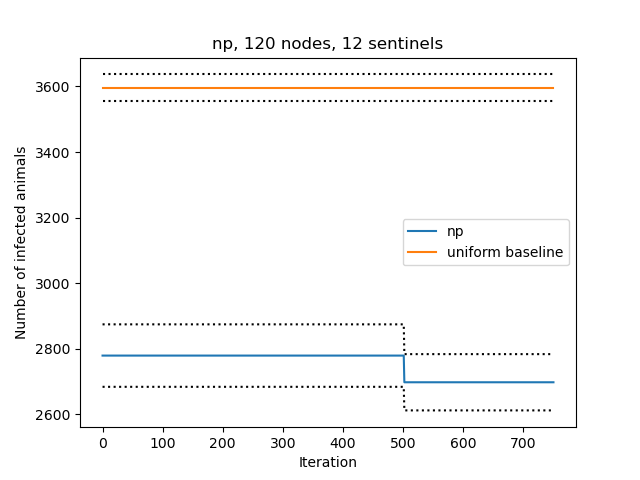 np, 120 nodes, 12 sentinels
Number of infected animals
3600
3400
3200
3000
2800
2600
np
uniform baseline
0 100 200 300 400 500 600 700
Iteration